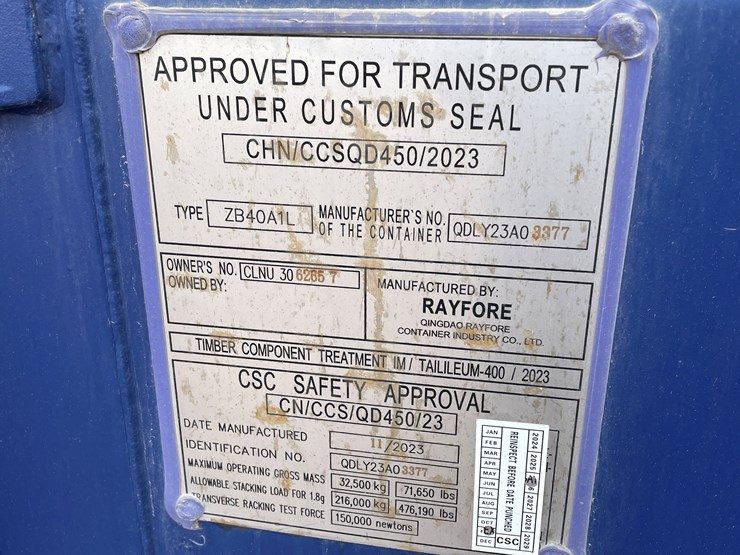 APPROVED FOR TRANSPORT
UNDER CUSTOMS SEAL
CHN/CCSQD450/2023
TYPE ZB40A1L MANUFACTURER'S NO. OF THE CONTAINER QDLY23A03377
OWNER'S NO. CLNU 306265 7
OWNED BY:
MANUFACTURED BY:
RAYFORE
QINGDAO RAYFORE
CONTAINER INDUSTRY CO., LTD.
TIMBER COMPONENT TREATMENT IM/ TAILILEUM-400 / 2023
CSC SAFETY APPROVAL
CN/CCS/QD450/23
DATE MANUFACTURED 11/2023
IDENTIFICATION NO. QDLY23A03377
MAXIMUM OPERATING GROSS MASS 32,500 kg 71,650 lbs
ALLOWABLE STACKING LOAD FOR 1.8g 216,000 kg 476,190 lbs
TRANSVERSE RACKING TEST FORCE 150,000 newtons
JAN
FEB
MAR
APR
MAY
JUN
JUL
AUG
SEP
OCT
DEC
REINSPECT BEFORE DATE PUNCHED
CSC
2024 2025 2027 2028 2029